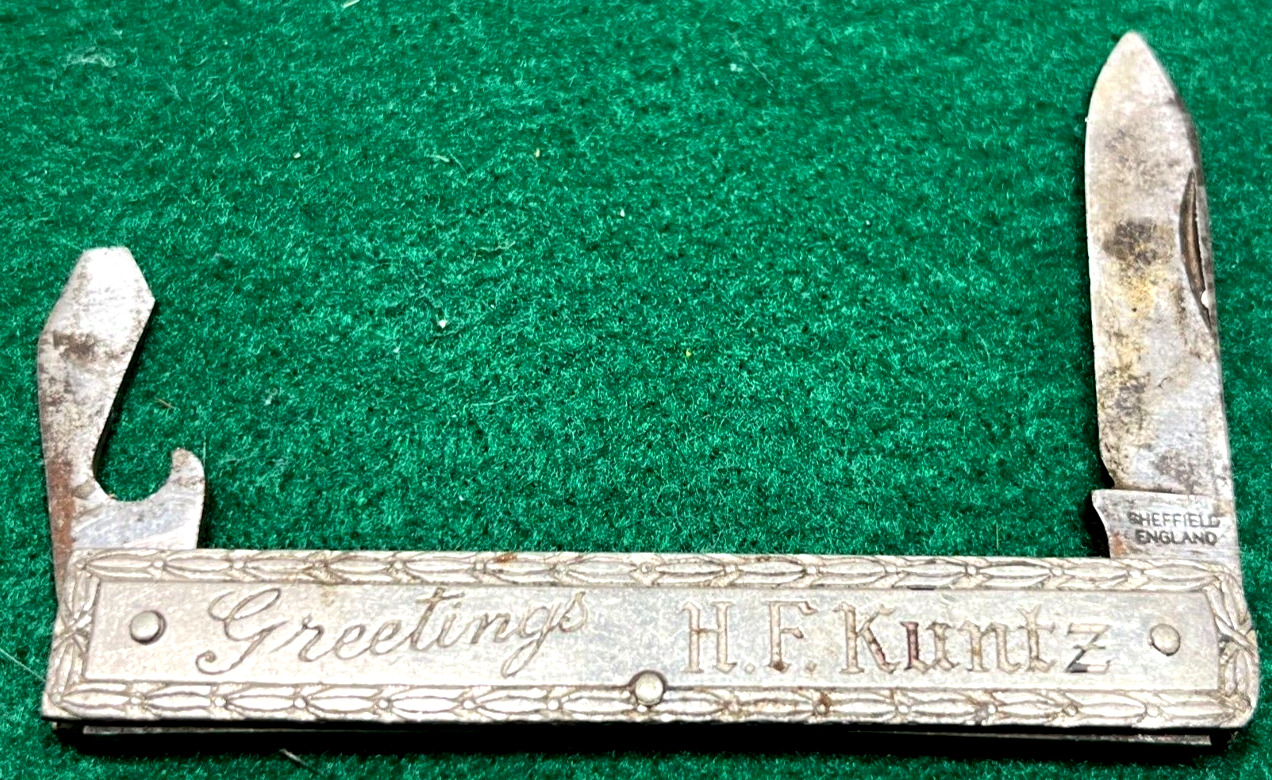 SHEFFIELD
ENGLAND
Greetings H.F. Kuntz